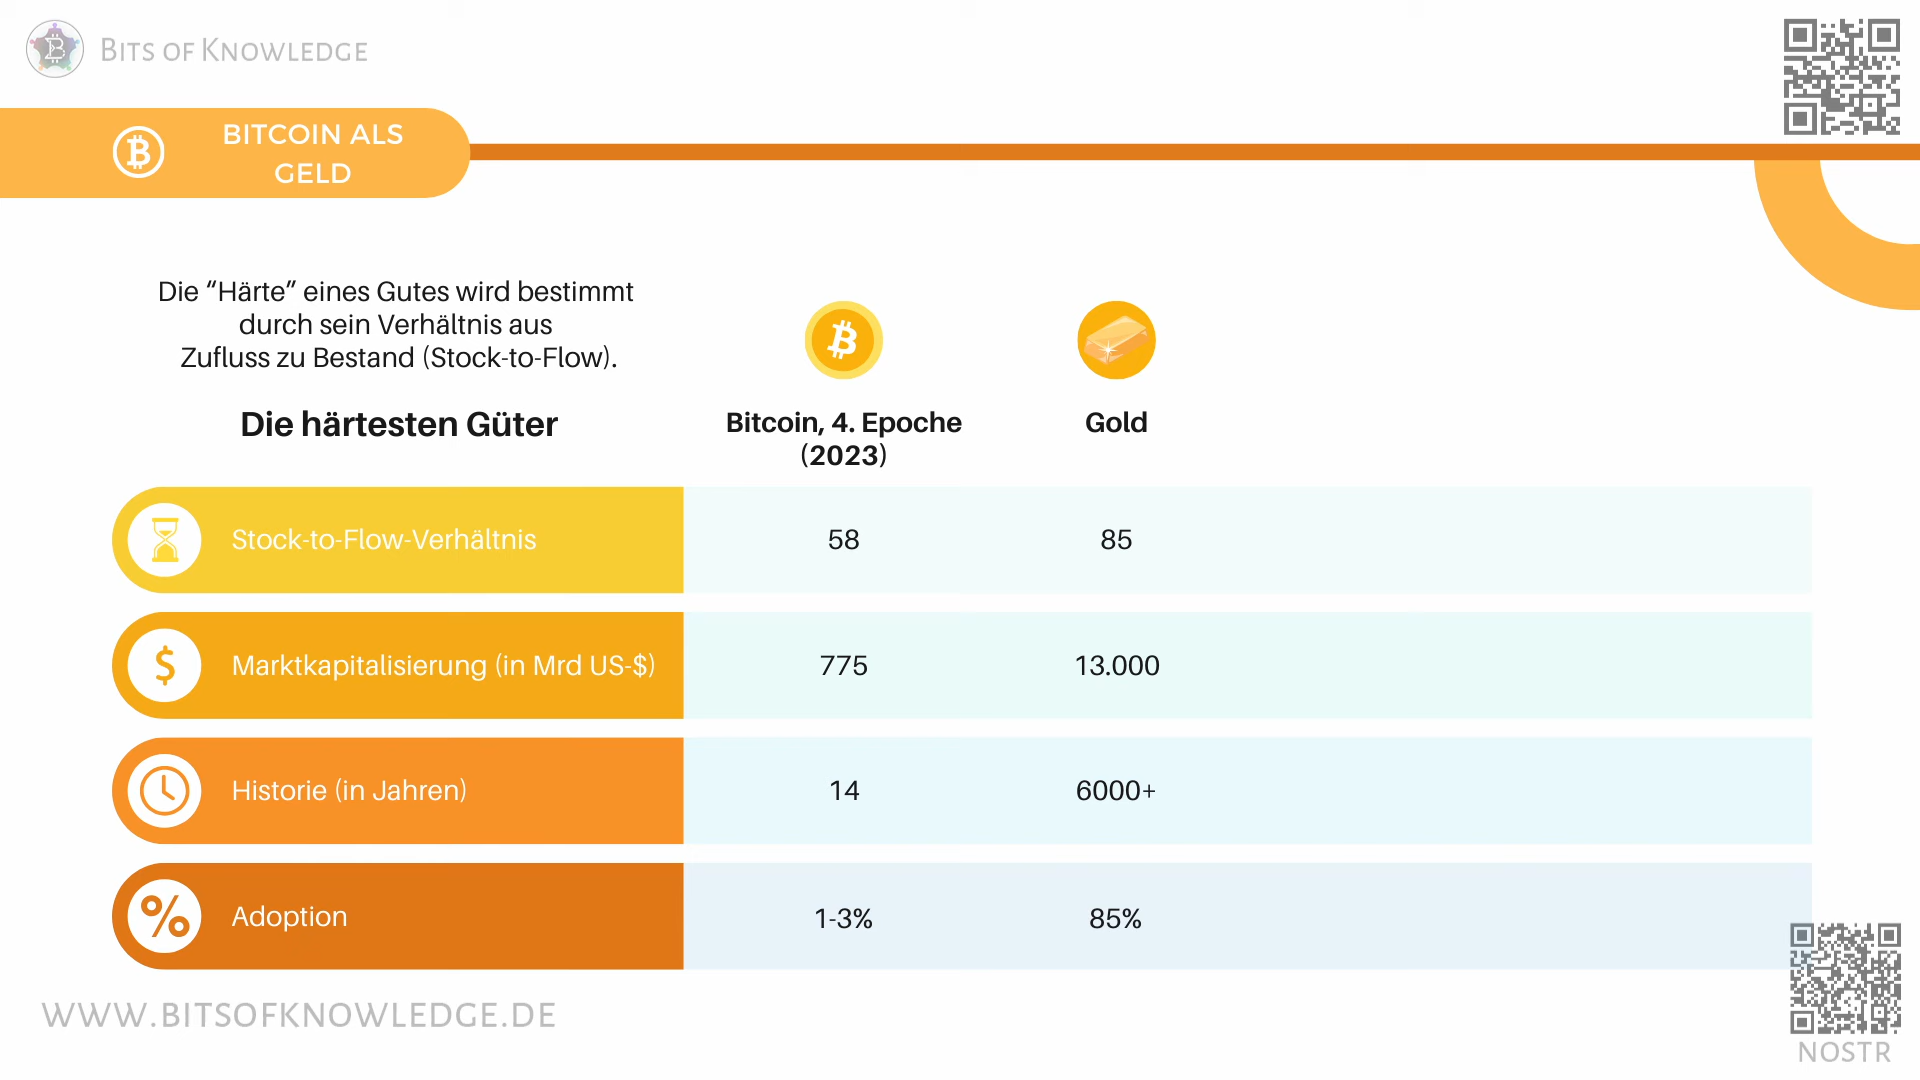 BITS OF KNOWLEDGE
BITCOIN ALS
GELD
Die “Härte” eines Gutes wird bestimmt
durch sein Verhältnis aus
Zufluss zu Bestand (Stock-to-Flow).
Die härtesten Güter
Bitcoin, 4. Epoche
(2023)
Gold
Stock-to-Flow-Verhältnis
58
85
Marktkapitalisierung (in Mrd US-$)
775
13.000
Historie (in Jahren)
14
6000+
Adoption
1-3%
85%
WWW.BITSOFKNOWLEDGE.DE
NOSTR